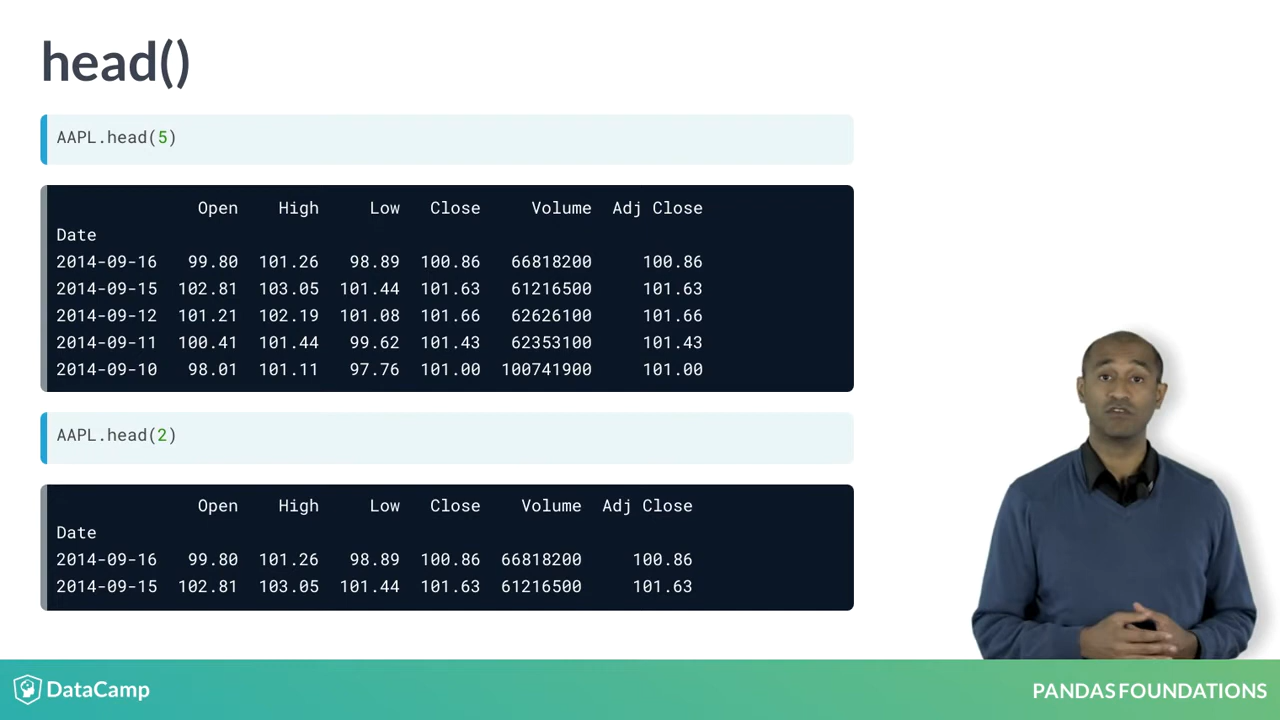 head()
AAPL.head(5)
Open High Low Close Volume Adj Close
Date
2014-09-16 99.80 101.26 98.89 100.86 66818200 100.86
2014-09-15 102.81 103.05 101.44 101.63 61216500 101.63
2014-09-12 101.21 102.19 101.08 101.66 62626100 101.66
2014-09-11 100.41 101.44 99.62 101.43 62353100 101.43
2014-09-10 98.01 101.11 97.76 101.00 100741900 101.00
AAPL.head(2)
Open High Low Close Volume Adj Close
Date
2014-09-16 99.80 101.26 98.89 100.86 66818200 100.86
2014-09-15 102.81 103.05 101.44 101.63 61216500 101.63
DataCamp
PANDAS FOUNDATIONS